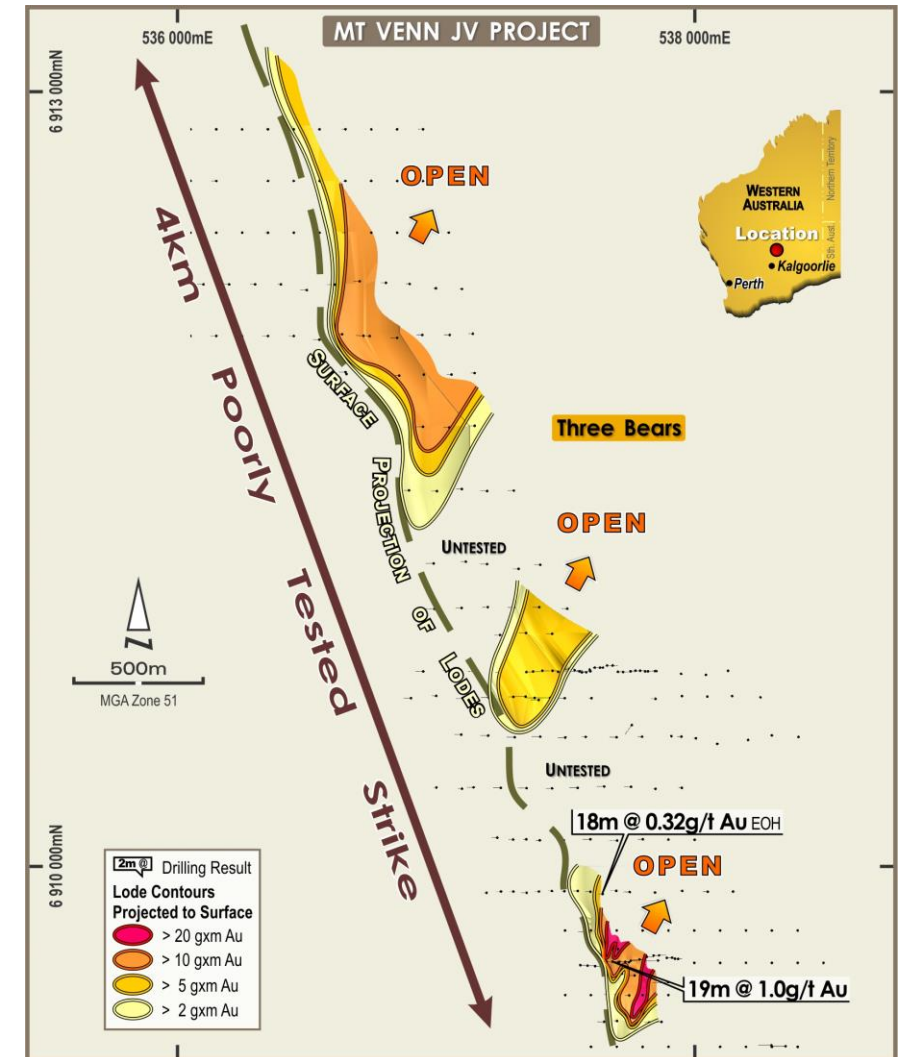 MT VENN JV PROJECT
536 000mE
538 000mE
6 913 000mN
OPEN
WESTERN
AUSTRALIA
Northern Territory
Sth. Aust.
Location
Kalgoorlie
Perth
4km Poorly Tested Strike
SURFACE PROJECTION OF LODES
Three Bears
OPEN
UNTESTED
N
500m
MGA Zone 51
UNTESTED
18m @ 0.32g/t Au EOH
OPEN
6 910 000mN
19m @ 1.0g/t Au
2m @ Drilling Result
Lode Contours
Projected to Surface
> 20 gxm Au
> 10 gxm Au
> 5 gxm Au
> 2 gxm Au